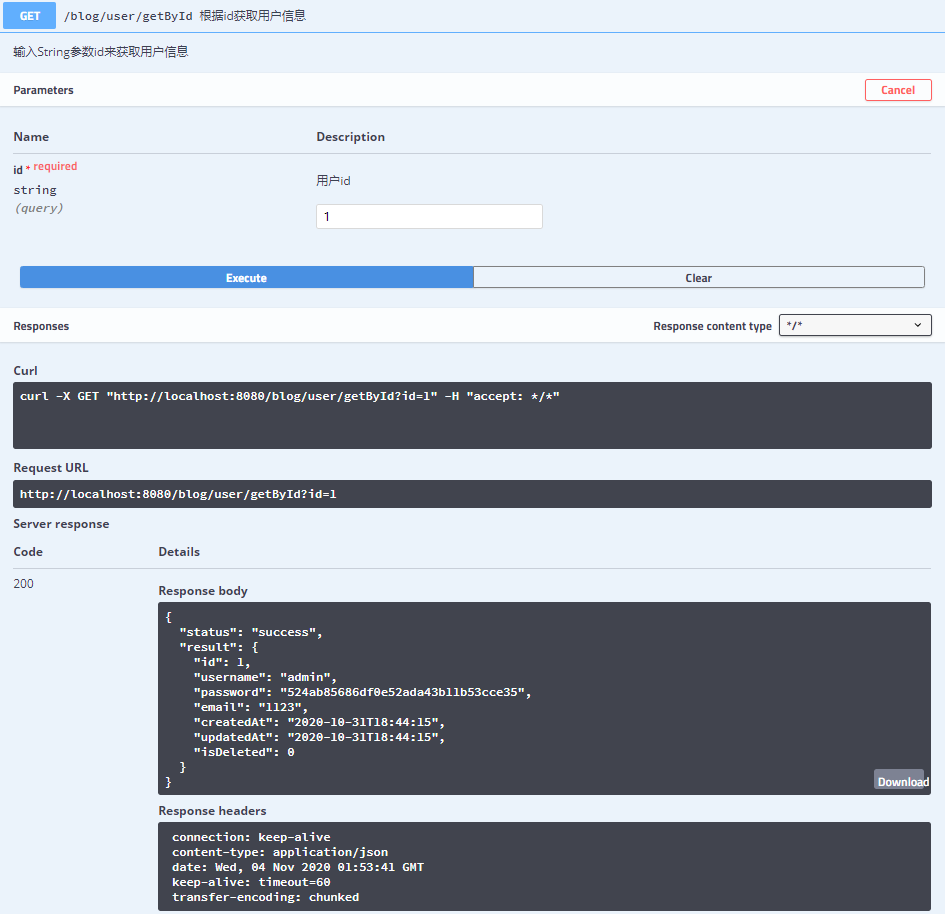 GET /blog/user/getById 根据id获取用户信息
输入String参数id来获取用户信息
Parameters Cancel
Name Description
id * required
string
(query)
用户id
1
Execute Clear
Responses Response content type */*
Curl
curl -X GET "http://localhost:8080/blog/user/getById?id=1" -H "accept: */*"
Request URL
http://localhost:8080/blog/user/getById?id=1
Server response
Code Details
200
Response body
{
  "status": "success",
  "result": {
    "id": 1,
    "username": "admin",
    "password": "524ab85686df0e52ada43b11b53cce35",
    "email": "1123",
    "createdAt": "2020-10-31T18:44:15",
    "updatedAt": "2020-10-31T18:44:15",
    "isDeleted": 0
  }
}
Download
Response headers
connection: keep-alive
content-type: application/json
date: Wed, 04 Nov 2020 01:53:41 GMT
keep-alive: timeout=60
transfer-encoding: chunked